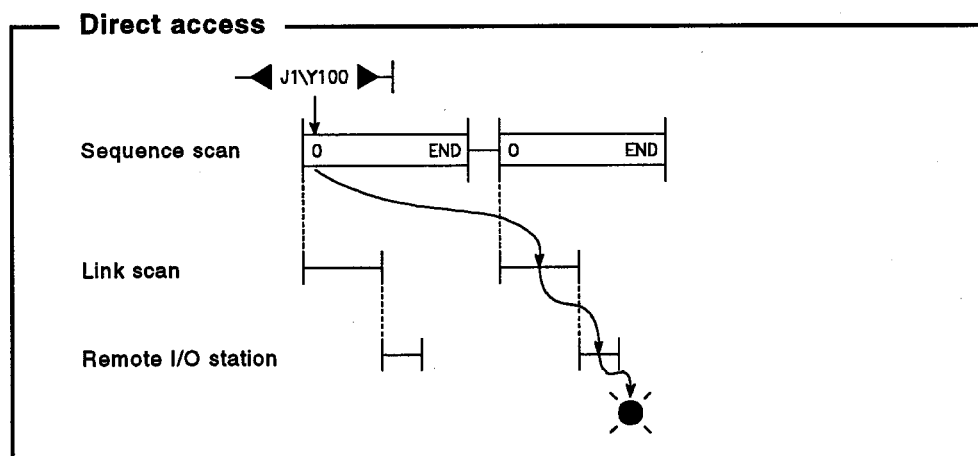 Direct access
J1\Y100
Sequence scan
0 END 0 END
Link scan
Remote I/O station